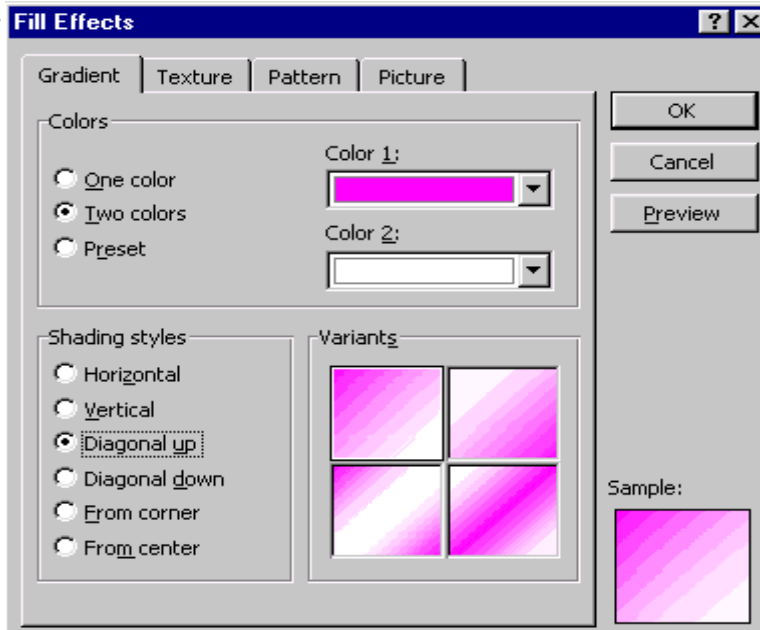 Fill Effects
Gradient
Texture
Pattern
Picture
OK
Cancel
Preview
Colors
One color
Two colors
Preset
Color 1:
Color 2:
Shading styles
Horizontal
Vertical
Diagonal up
Diagonal down
From corner
From center
Variants
Sample: